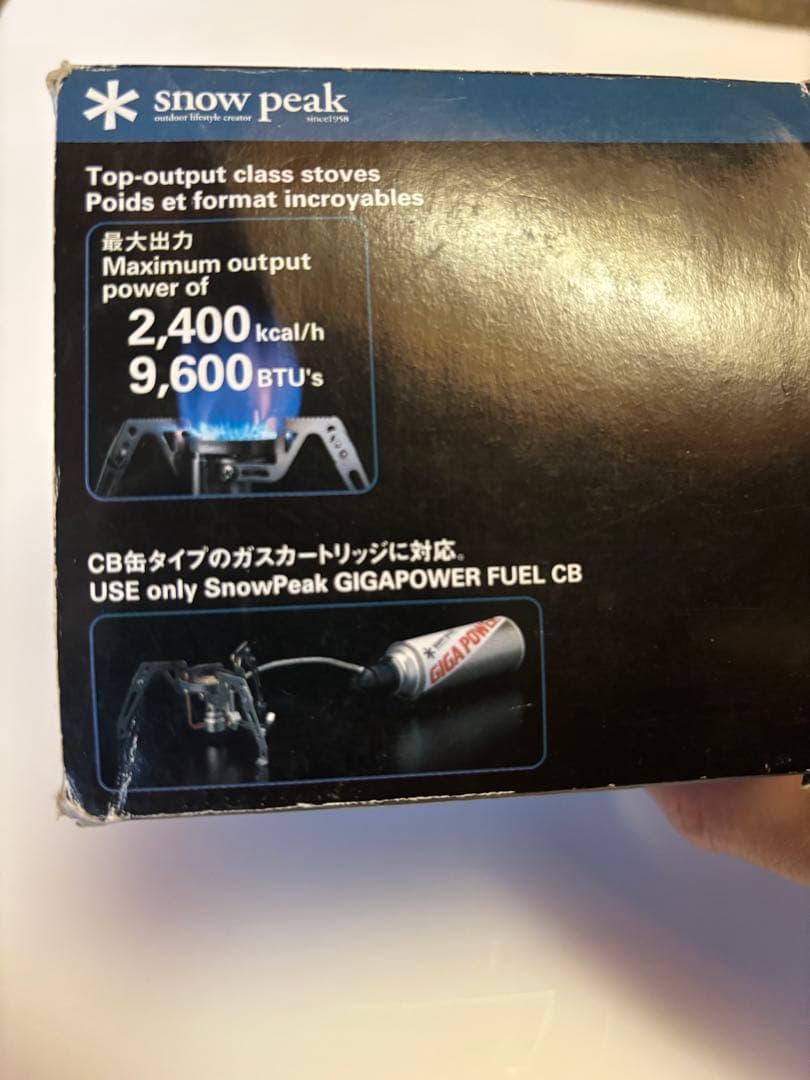 snow peak
outdoor lifestyle creator since1958
Top-output class stoves
Poids et format incroyables
最大出力
Maximum output
power of
2,400 kcal/h
9,600 BTU's
CB缶タイプのガスカートリッジに対応。
USE only SnowPeak GIGAPOWER FUEL CB
snow peak
GIGAPOWER